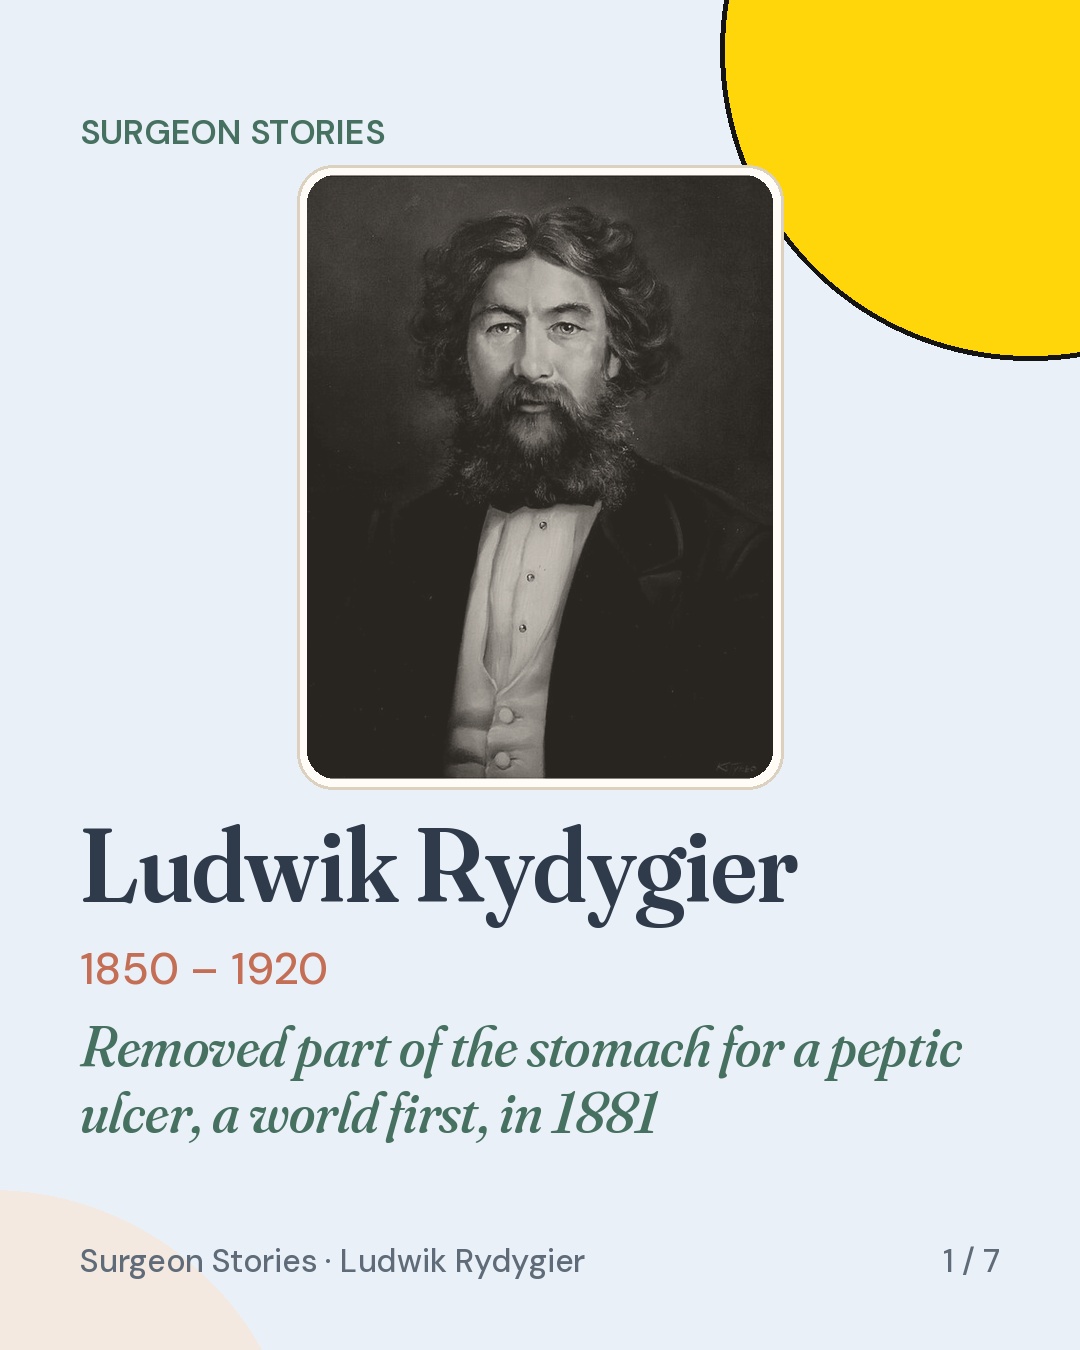 SURGEON STORIES
Ludwik Rydygier
1850 – 1920
Removed part of the stomach for a peptic
ulcer, a world first, in 1881
Surgeon Stories · Ludwik Rydygier
1 / 7